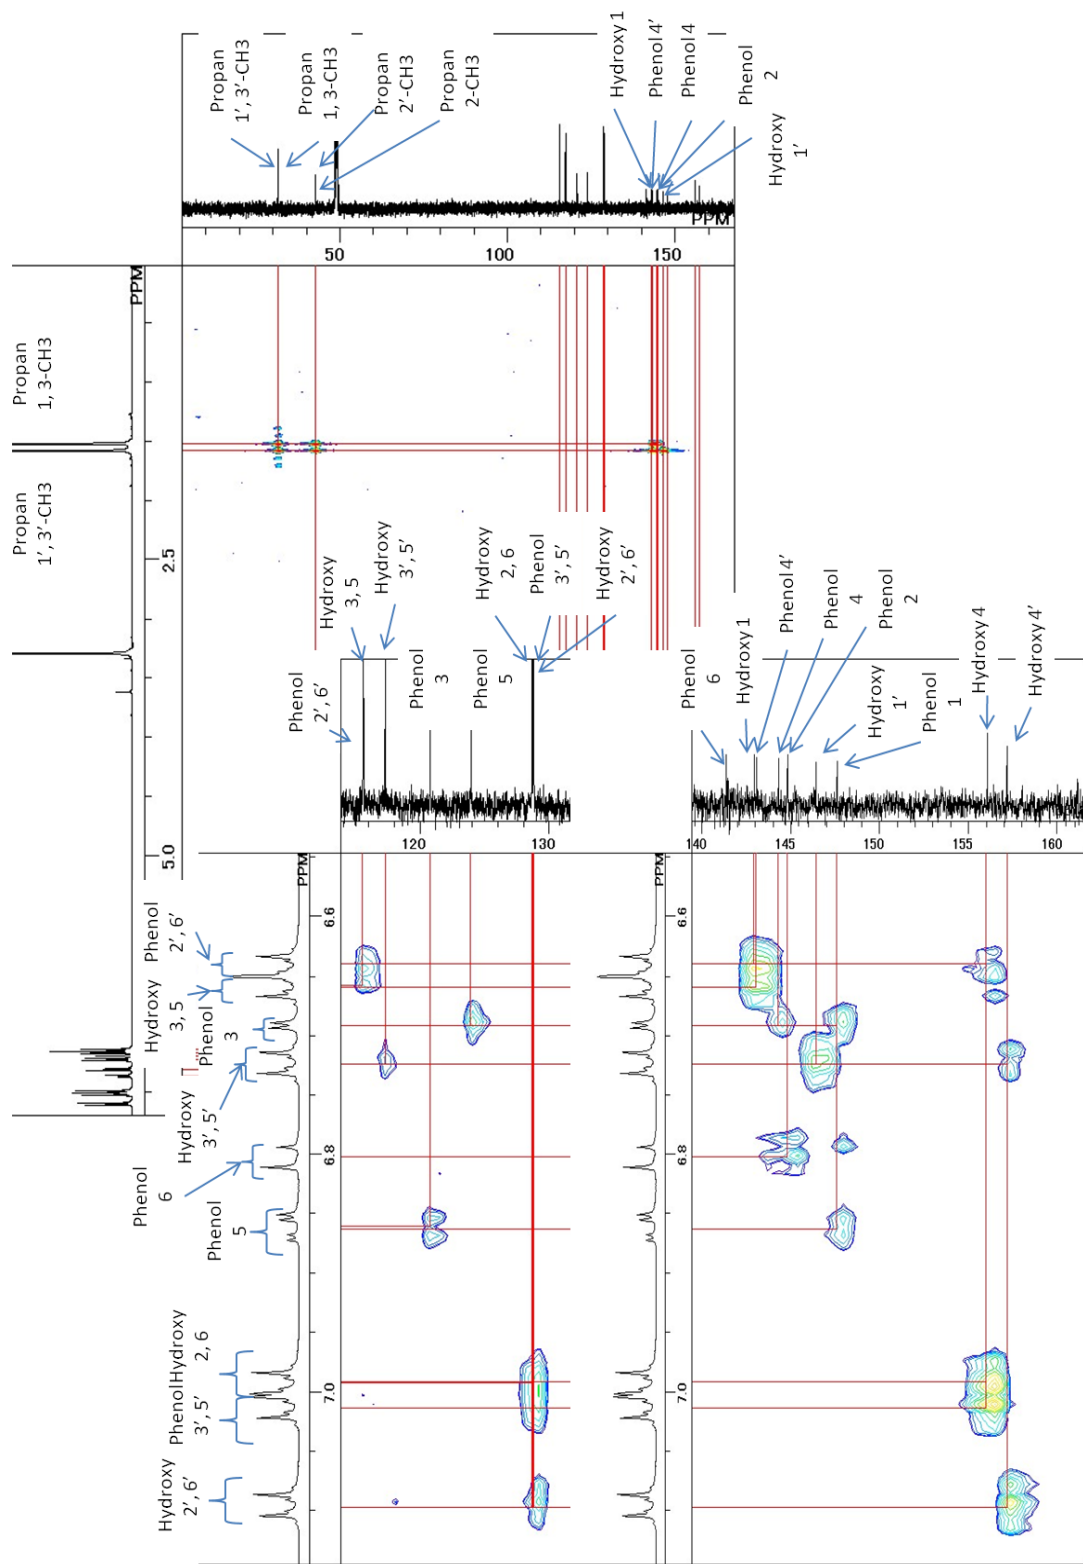 Propan
1', 3'-CH3
Propan
1, 3-CH3
Propan
2'-CH3
Propan
2-CH3
Hydroxy 1
Phenol 4'
Phenol 4
Phenol
2
Hydroxy
1'
PPM
50
100
150
Propan
1, 3-CH3
Propan
1', 3'-CH3
PPM
2.5
5.0
Hydroxy
3, 5
Hydroxy
3', 5'
Hydroxy
2, 6
Phenol
3', 5'
Hydroxy
2', 6'
Phenol
2', 6'
Phenol
3
Phenol
5
120
130
Phenol
6
Hydroxy 1
Phenol 4'
Phenol
4
Phenol
2
Hydroxy
1'
Phenol
1
Hydroxy 4
Hydroxy 4'
140
145
150
155
160
Phenol
2', 6'
Hydroxy
3, 5
Phenol
3
Hydroxy
3', 5'
Phenol
6
Phenol
5
Hydroxy
2, 6
Phenol
3', 5'
Hydroxy
2', 6'
PPM
6.6
6.8
7.0
PPM
6.6
6.8
7.0